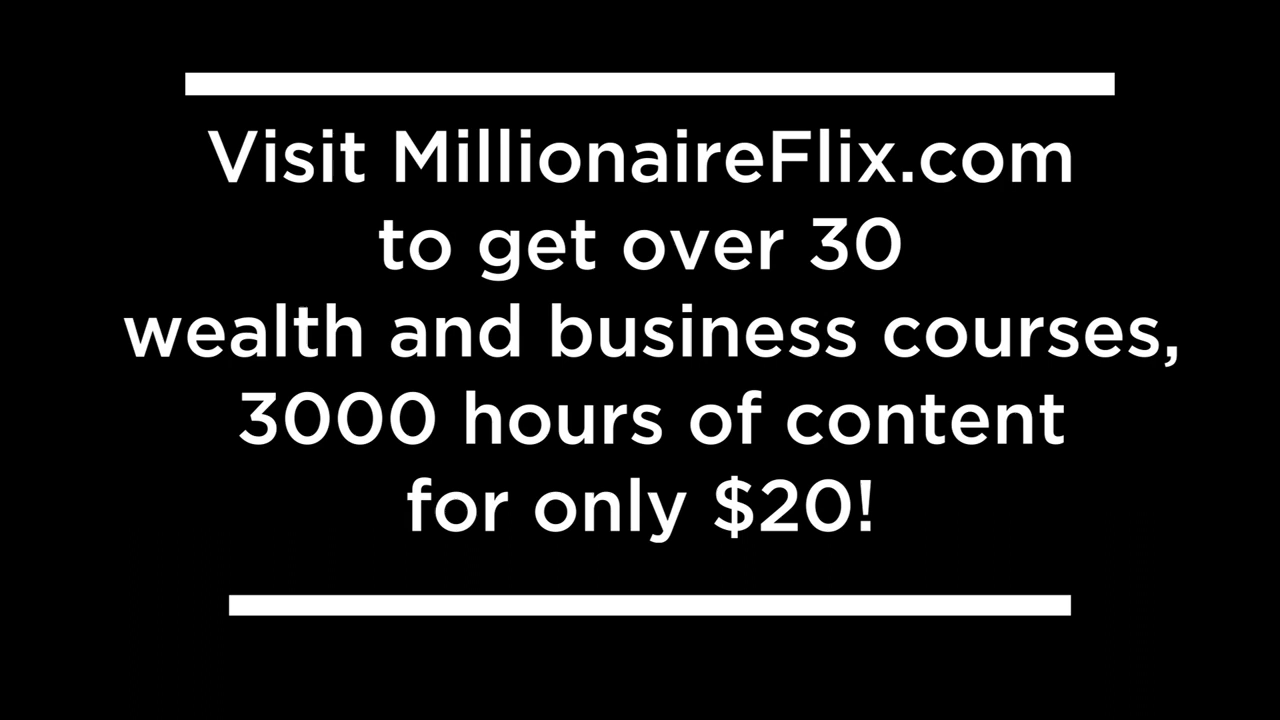 Visit MillionaireFlix.com
to get over 30
wealth and business courses,
3000 hours of content
for only $20!